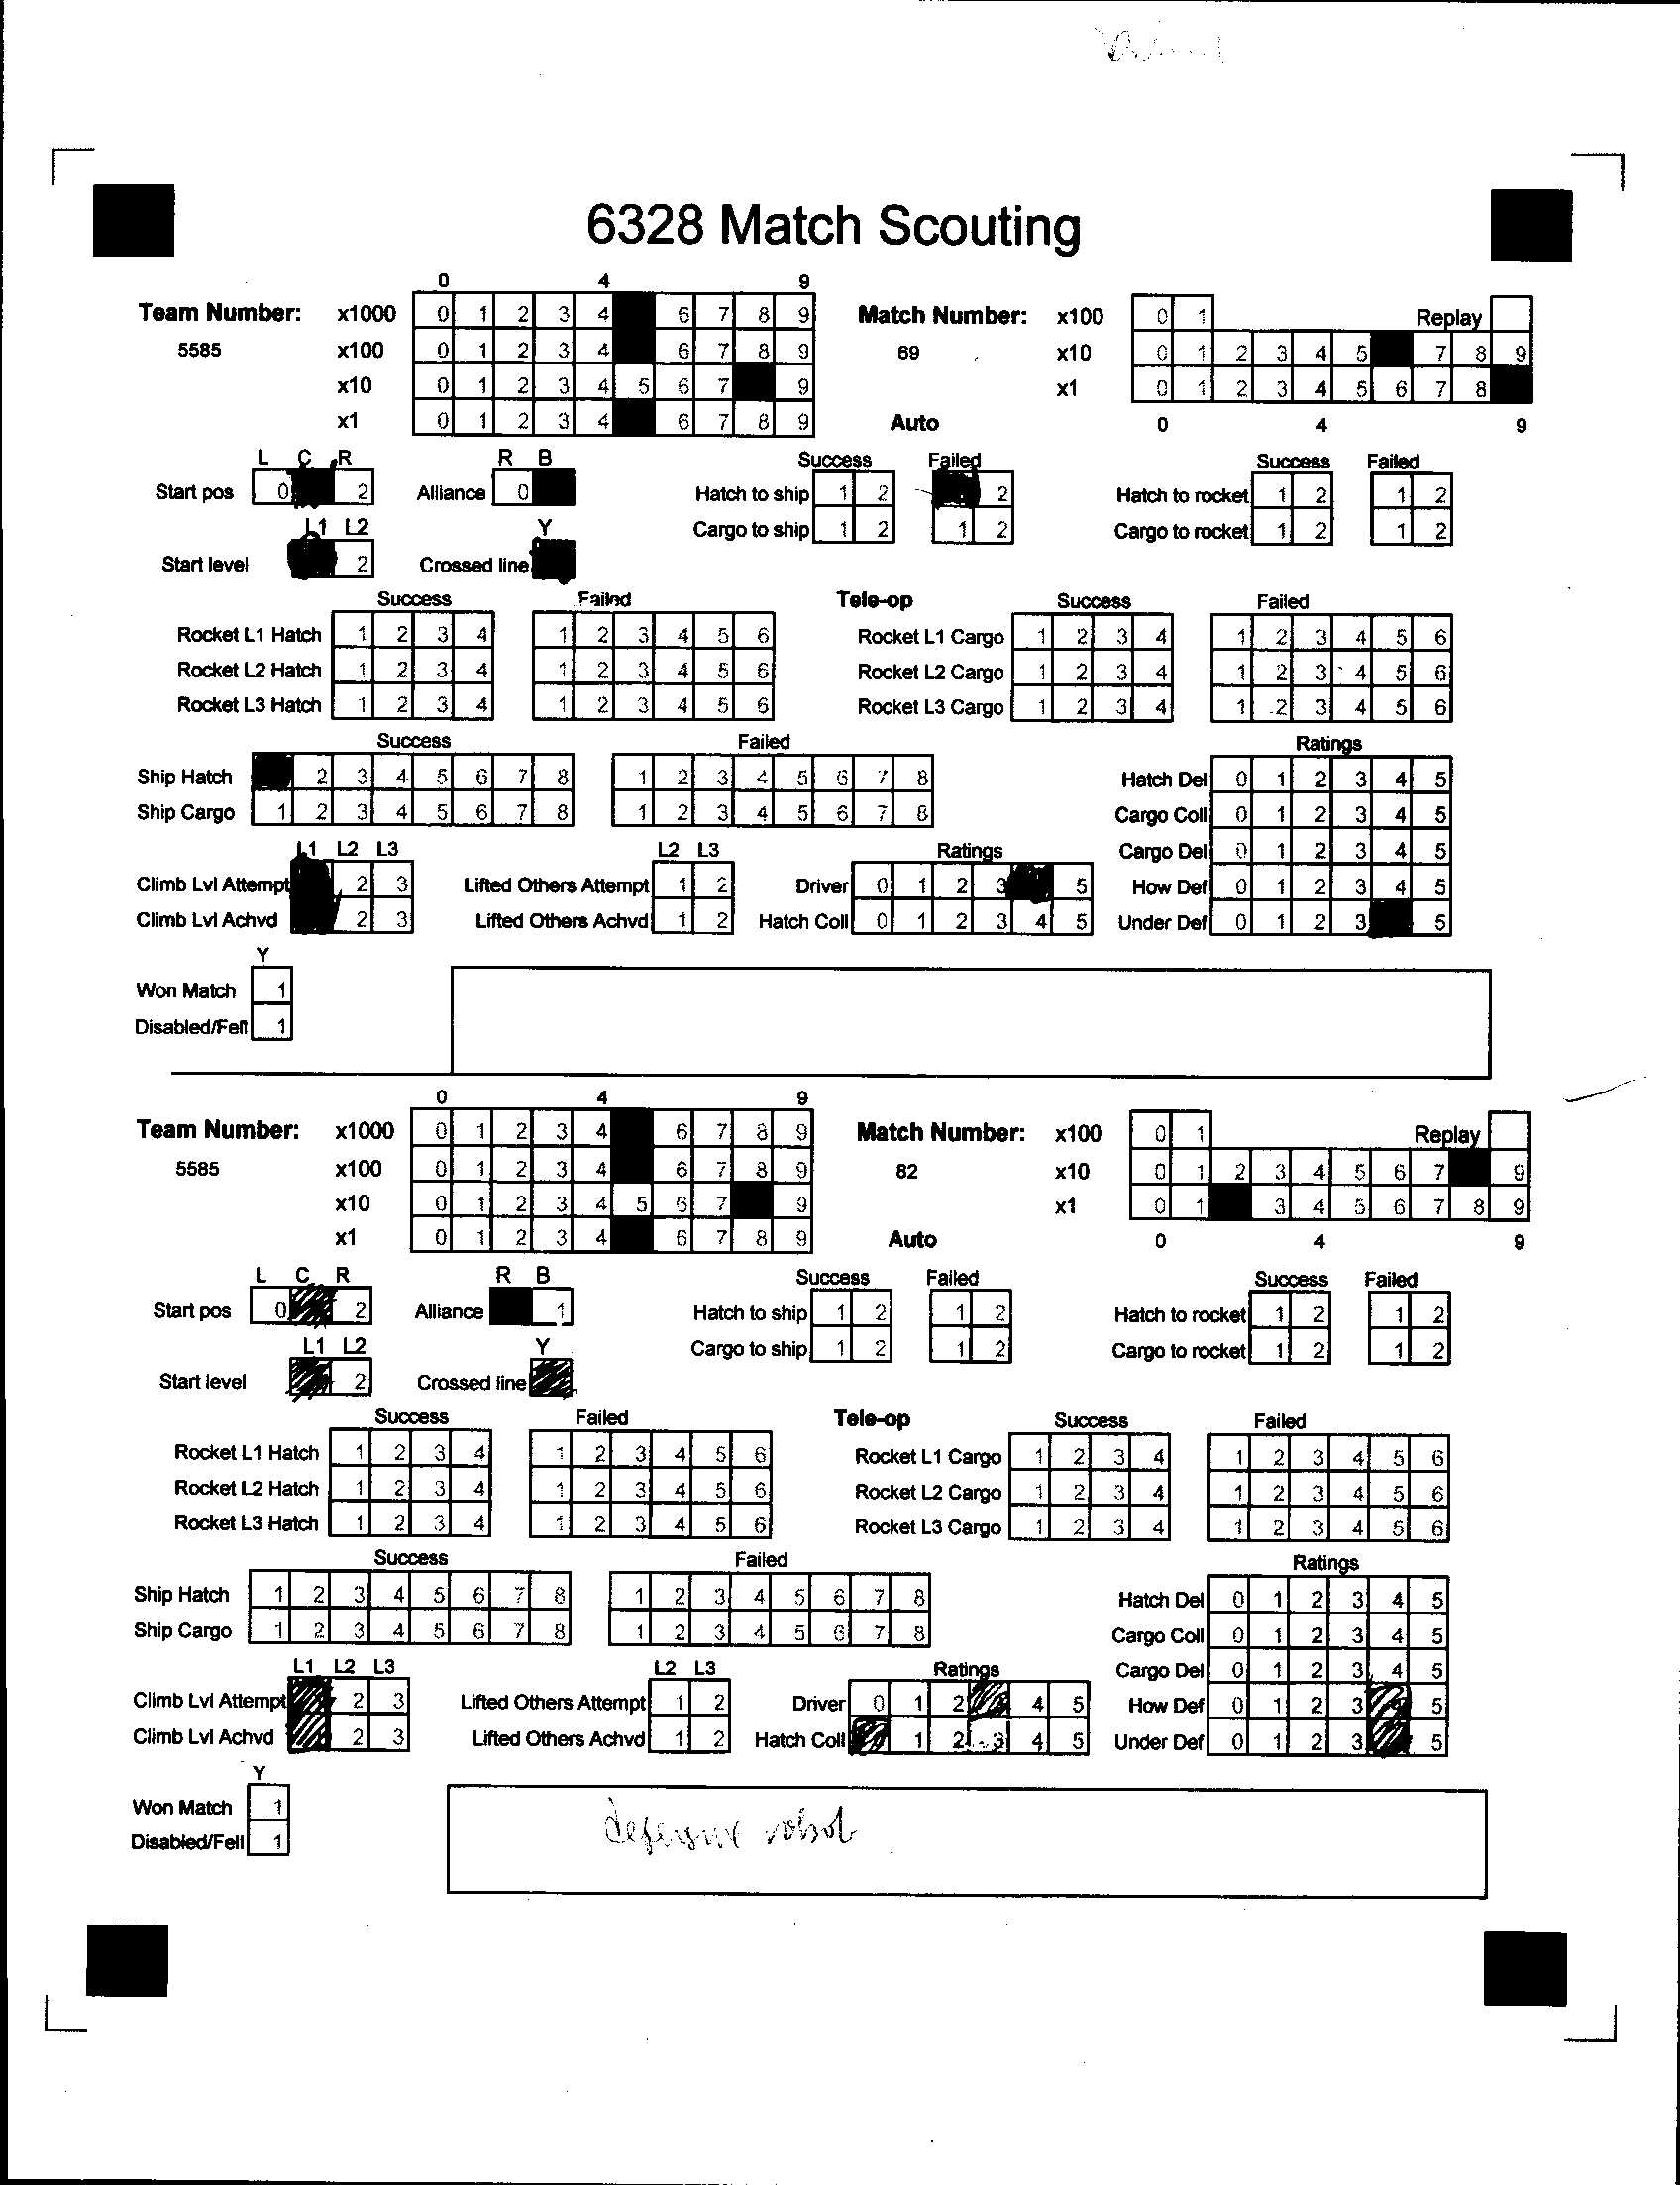 6328 Match Scouting
0 4 9
Team Number: x1000 0 1 2 3 4 6 7 8 9 Match Number: x100 0 1 Replay
5585 x100 0 1 2 3 4 6 7 8 9 69 x10 0 1 2 3 4 5 7 8 9
x10 0 1 2 3 4 5 6 7 9 x1 0 1 2 3 4 5 6 7 8
x1 0 1 2 3 4 6 7 8 9 Auto 0 4 9
L C R R B Success Failed Success Failed
Start pos 0 2 Alliance 0 Hatch to ship 1 2 2 Hatch to rocket 1 2 1 2
L1 L2 Y Cargo to ship 1 2 1 2 Cargo to rocket 1 2 1 2
Start level 2 Crossed line
Success Failed Tele-op Success Failed
Rocket L1 Hatch 1 2 3 4 1 2 3 4 5 6 Rocket L1 Cargo 1 2 3 4 1 2 3 4 5 6
Rocket L2 Hatch 1 2 3 4 1 2 3 4 5 6 Rocket L2 Cargo 1 2 3 4 1 2 3 4 5 6
Rocket L3 Hatch 1 2 3 4 1 2 3 4 5 6 Rocket L3 Cargo 1 2 3 4 1 2 3 4 5 6
Success Failed Ratings
Ship Hatch 2 3 4 5 6 7 8 1 2 3 4 5 6 7 8 Hatch Del 0 1 2 3 4 5
Ship Cargo 1 2 3 4 5 6 7 8 1 2 3 4 5 6 7 8 Cargo Coll 0 1 2 3 4 5
L1 L2 L3 L2 L3 Ratings Cargo Del 0 1 2 3 4 5
Climb Lvl Attempt 2 3 Lifted Others Attempt 1 2 Driver 0 1 2 3 5 How Def 0 1 2 3 4 5
Climb Lvl Achvd 2 3 Lifted Others Achvd 1 2 Hatch Coll 0 1 2 3 4 5 Under Def 0 1 2 3 5
Y
Won Match 1
Disabled/Fell 1
0 4 9
Team Number: x1000 0 1 2 3 4 6 7 8 9 Match Number: x100 0 1 Replay
5585 x100 0 1 2 3 4 6 7 8 9 82 x10 0 1 2 3 4 5 6 7 9
x10 0 1 2 3 4 5 6 7 9 x1 0 1 3 4 5 6 7 8 9
x1 0 1 2 3 4 6 7 8 9 Auto 0 4 9
L C R R B Success Failed Success Failed
Start pos 0 2 Alliance 1 Hatch to ship 1 2 1 2 Hatch to rocket 1 2 1 2
L1 L2 Y Cargo to ship 1 2 1 2 Cargo to rocket 1 2 1 2
Start level 2 Crossed line
Success Failed Tele-op Success Failed
Rocket L1 Hatch 1 2 3 4 1 2 3 4 5 6 Rocket L1 Cargo 1 2 3 4 1 2 3 4 5 6
Rocket L2 Hatch 1 2 3 4 1 2 3 4 5 6 Rocket L2 Cargo 1 2 3 4 1 2 3 4 5 6
Rocket L3 Hatch 1 2 3 4 1 2 3 4 5 6 Rocket L3 Cargo 1 2 3 4 1 2 3 4 5 6
Success Failed Ratings
Ship Hatch 1 2 3 4 5 6 7 8 1 2 3 4 5 6 7 8 Hatch Del 0 1 2 3 4 5
Ship Cargo 1 2 3 4 5 6 7 8 1 2 3 4 5 6 7 8 Cargo Coll 0 1 2 3 4 5
L1 L2 L3 L2 L3 Ratings Cargo Del 0 1 2 3 4 5
Climb Lvl Attempt 2 3 Lifted Others Attempt 1 2 Driver 0 1 2 4 5 How Def 0 1 2 3 5
Climb Lvl Achvd 2 3 Lifted Others Achvd 1 2 Hatch Coll 1 2 3 4 5 Under Def 0 1 2 3 5
Y
Won Match 1
Disabled/Fell 1
robot